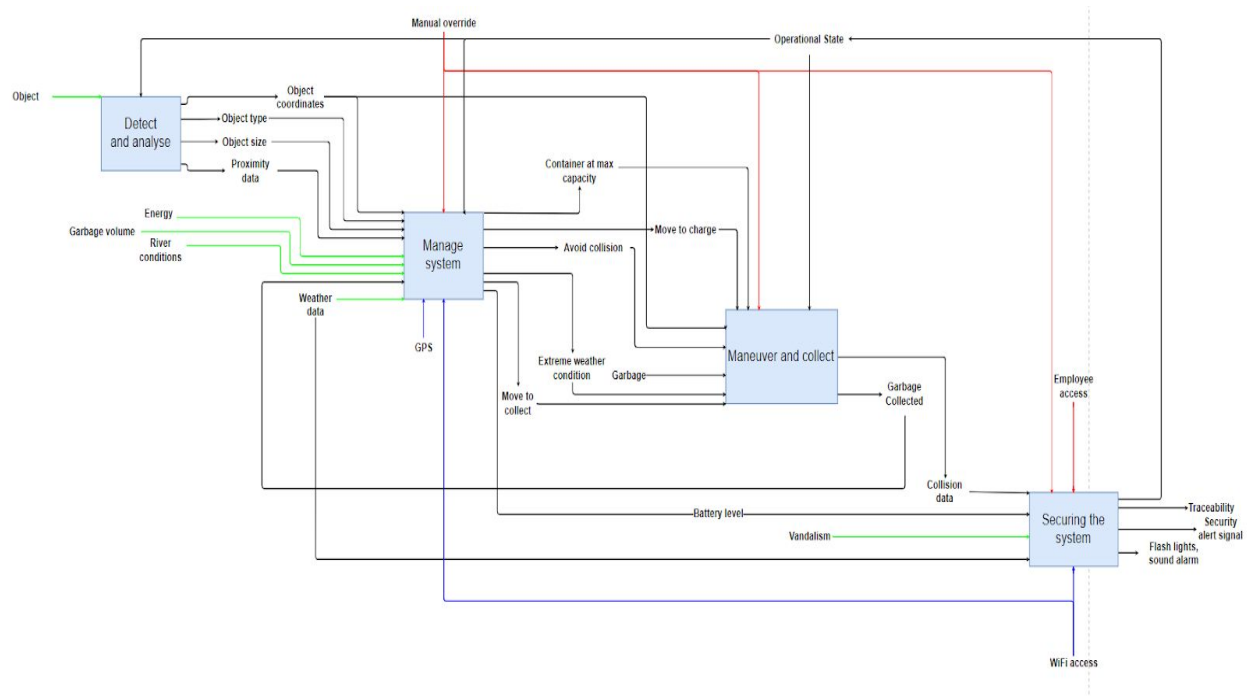 Manual override
Operational State
Object
Detect
and analyse
Object
coordinates
Object type
Object size
Proximity
data
Container at max
capacity
Energy
Garbage volume
River
conditions
Manage
system
Move to charge
Avoid collision
Weather
data
GPS
Extreme weather
condition
Garbage
Move to
collect
Maneuver and collect
Garbage
Collected
Employee
access
Collision
data
Battery level
Vandalism
Securing the
system
Traceability
Security
alert signal
Flash lights,
sound alarm
WiFi access